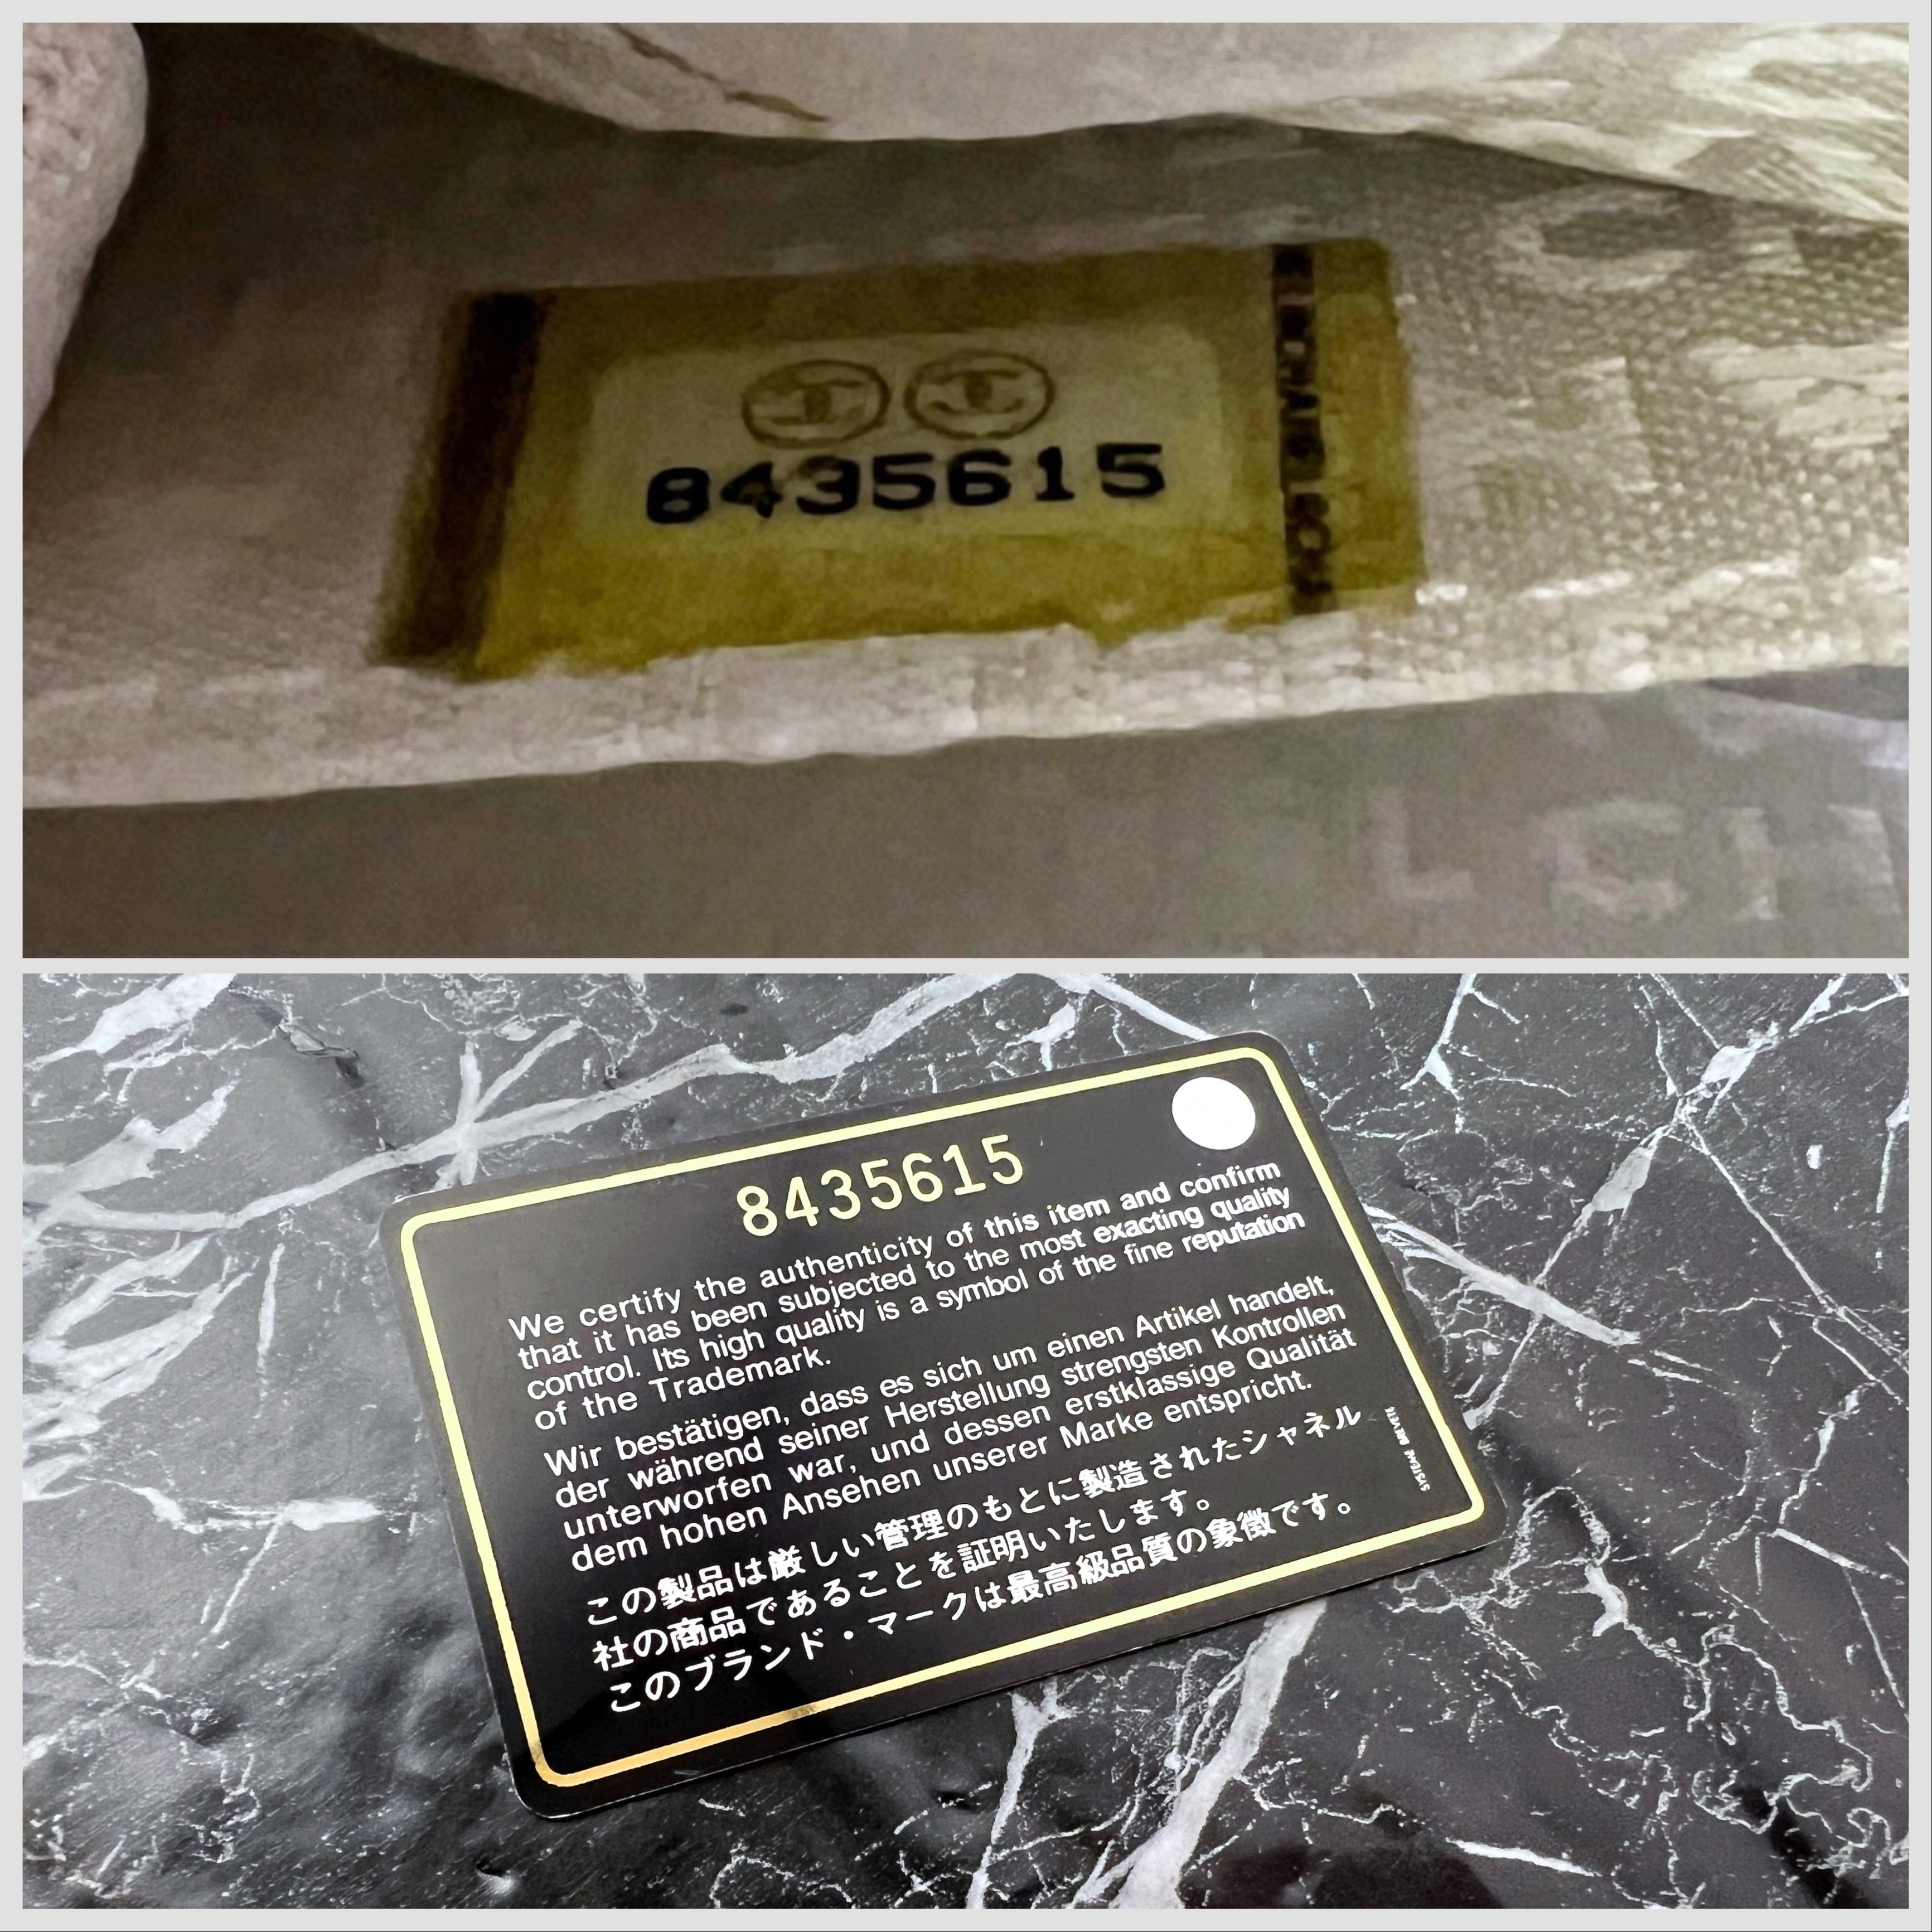 8435615
8435615
We certify the authenticity of this item and confirm
that it has been subjected to the most exacting quality
control. Its high quality is a symbol of the fine reputation
of the Trademark.
Wir bestätigen, dass es sich um einen Artikel handelt,
der während seiner Herstellung strengsten Kontrollen
unterworfen war, und dessen erstklassige Qualität
dem hohen Ansehen unserer Marke entspricht.
この製品は厳しい管理のもとに製造されたシャネル
社の商品であることを証明いたします。
このブランド・マークは最高級品質の象徴です。